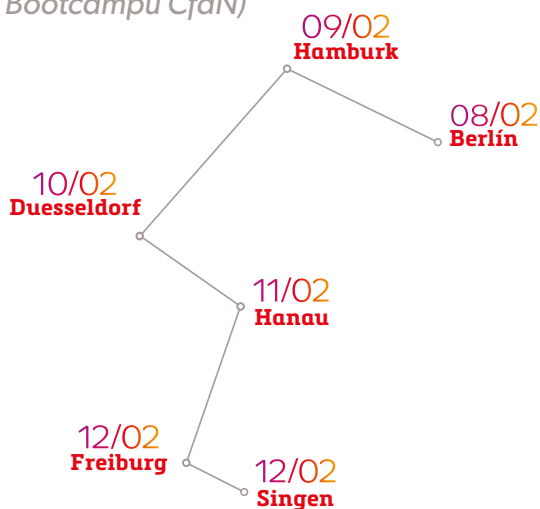 Bootcampu CfaN)
09/02
Hamburk
08/02
Berlín
10/02
Duesseldorf
11/02
Hanau
12/02
Freiburg
12/02
Singen